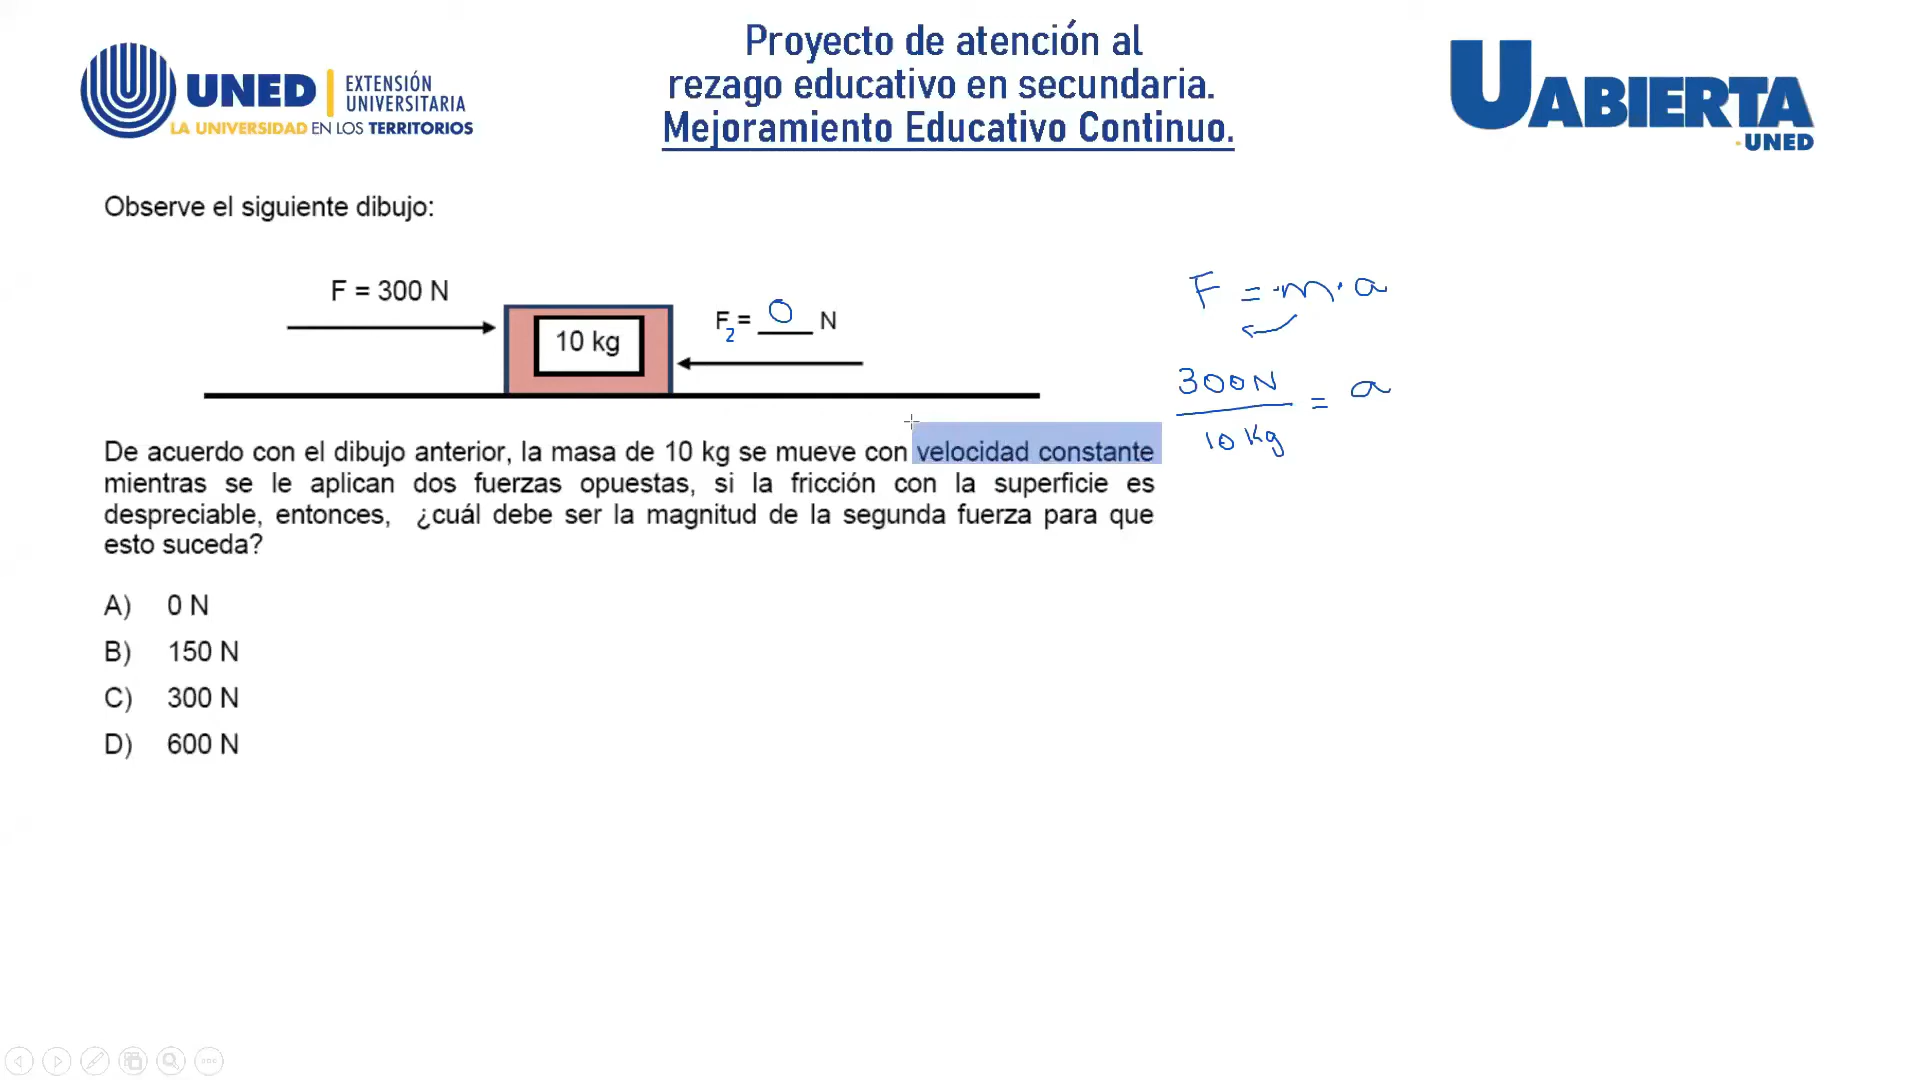 UNED EXTENSIÓN UNIVERSITARIA
LA UNIVERSIDAD EN LOS TERRITORIOS
Proyecto de atención al
rezago educativo en secundaria.
Mejoramiento Educativo Continuo.
UABIERTA
UNED
Observe el siguiente dibujo:
F = 300 N
10 kg
F2 = 0 N
F = m · a
300 N / 10 kg = a
De acuerdo con el dibujo anterior, la masa de 10 kg se mueve con velocidad constante
mientras se le aplican dos fuerzas opuestas, si la fricción con la superficie es
despreciable, entonces, ¿cuál debe ser la magnitud de la segunda fuerza para que
esto suceda?
A) 0 N
B) 150 N
C) 300 N
D) 600 N